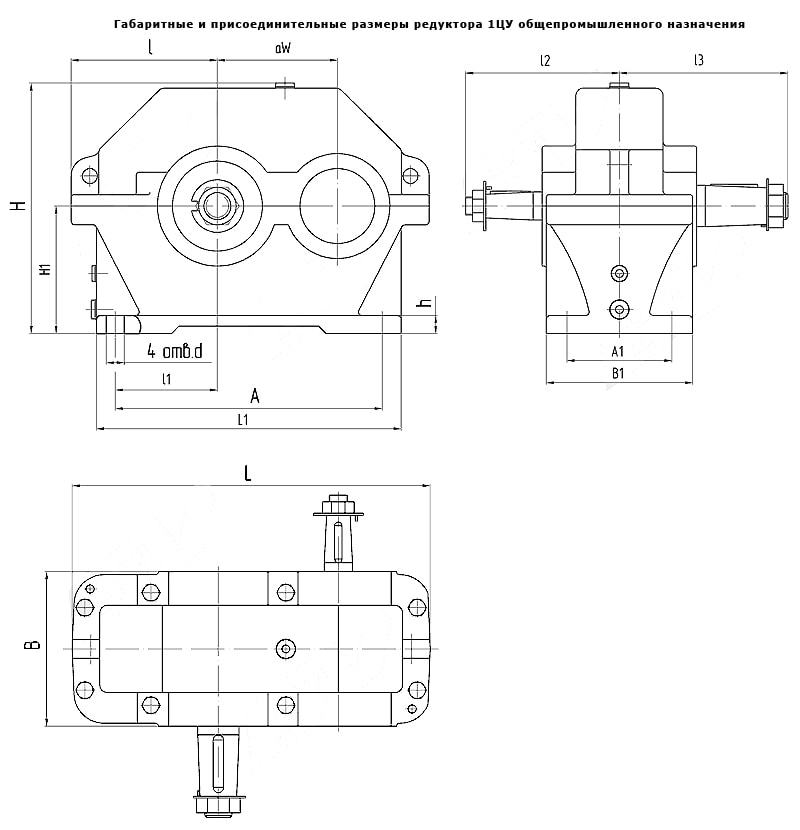 Габаритные и присоединительные размеры редуктора 1ЦУ общепромышленного назначения
l
aW
l2
l3
H
H1
h
4 отв.d
l1
A
L1
A1
B1
L
B